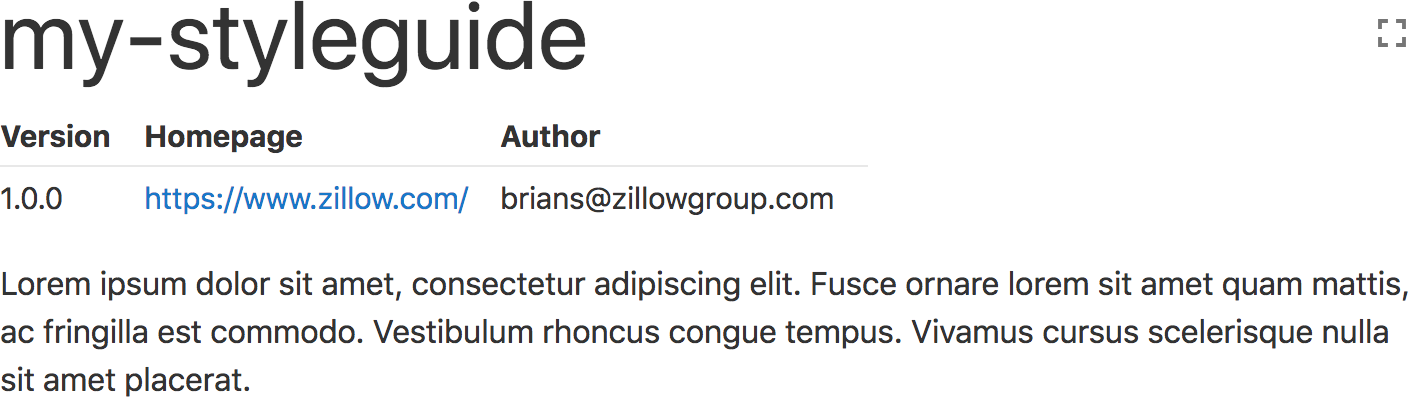 my-styleguide
Version Homepage Author
1.0.0 https://www.zillow.com/ brians@zillowgroup.com
Lorem ipsum dolor sit amet, consectetur adipiscing elit. Fusce ornare lorem sit amet quam mattis,
ac fringilla est commodo. Vestibulum rhoncus congue tempus. Vivamus cursus scelerisque nulla
sit amet placerat.